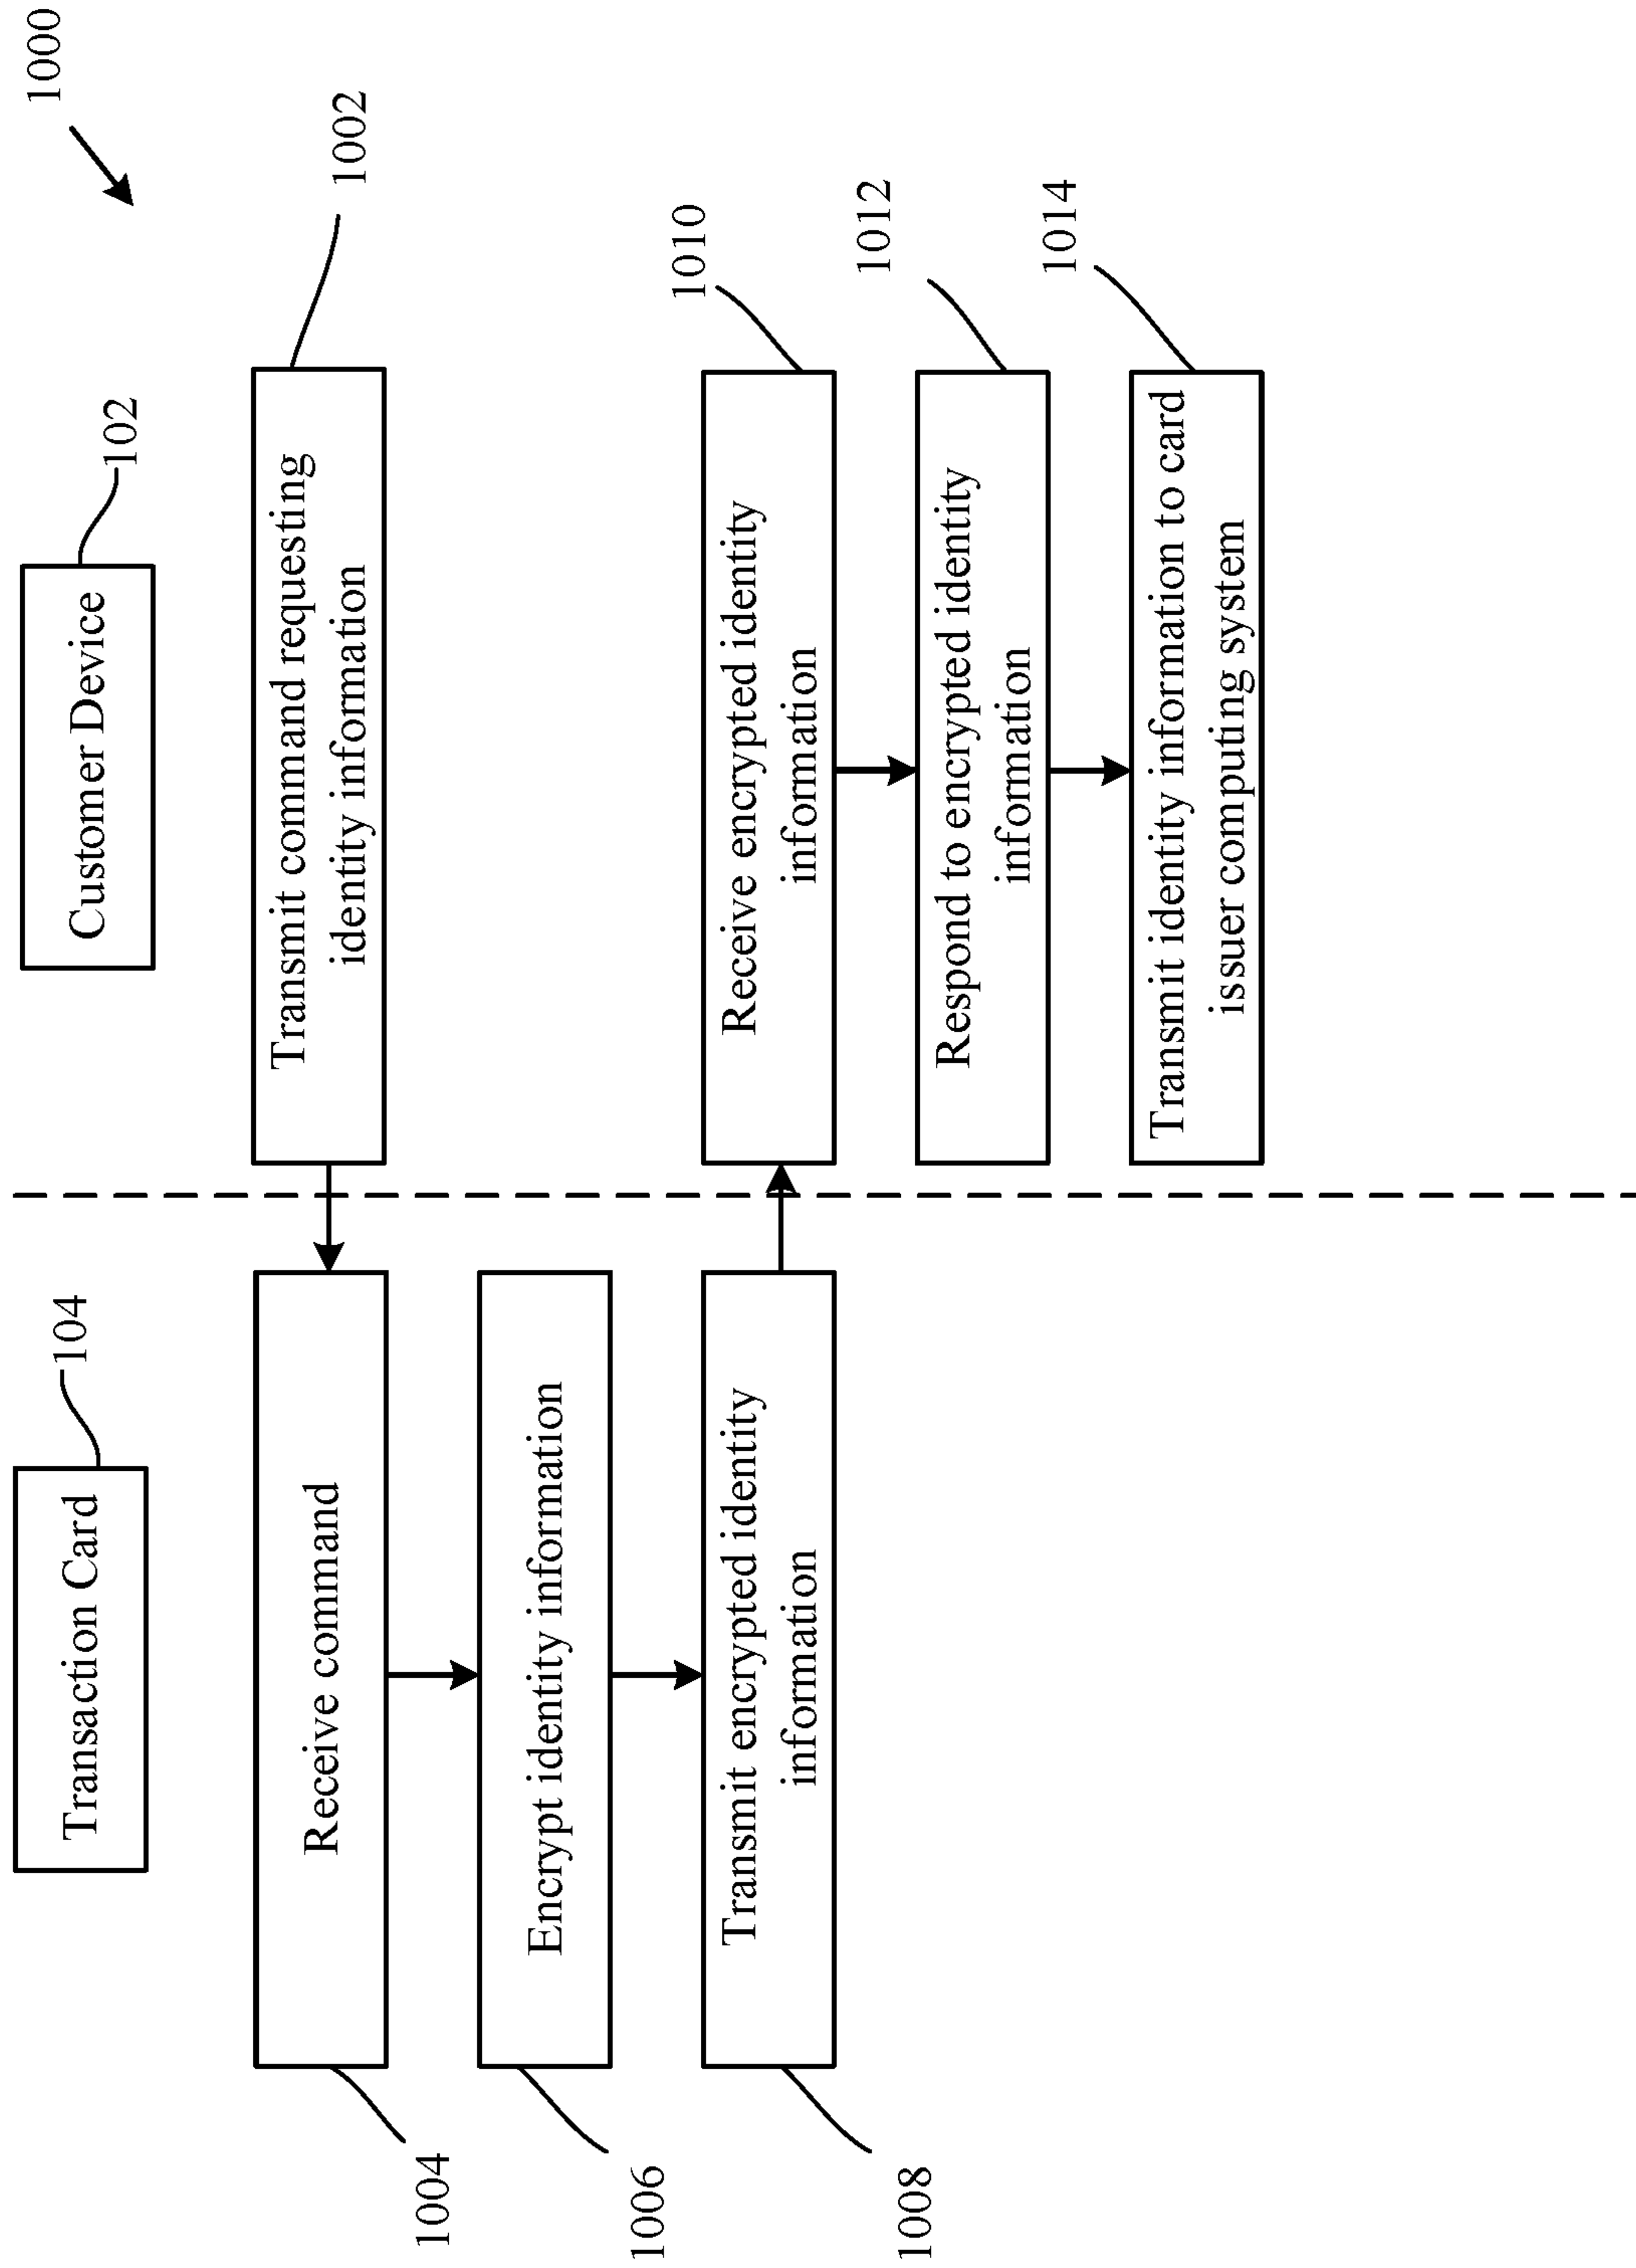 1000
Transaction Card
104
Customer Device
102
Transmit command requesting
identity information
1002
Receive command
1004
Encrypt identity information
1006
Transmit encrypted identity
information
1008
Receive encrypted identity
information
1010
Respond to encrypted identity
information
1012
Transmit identity information to card
issuer computing system
1014